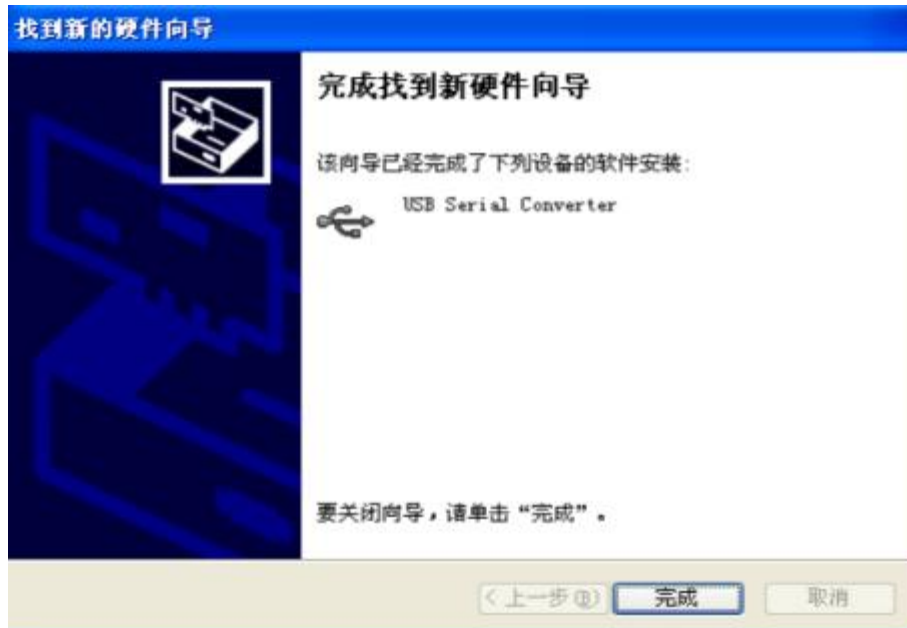 找到新的硬件向导
完成找到新硬件向导
该向导已经完成了下列设备的软件安装:
USB Serial Converter
要关闭向导，请单击“完成”。
<上一步(B)
完成
取消